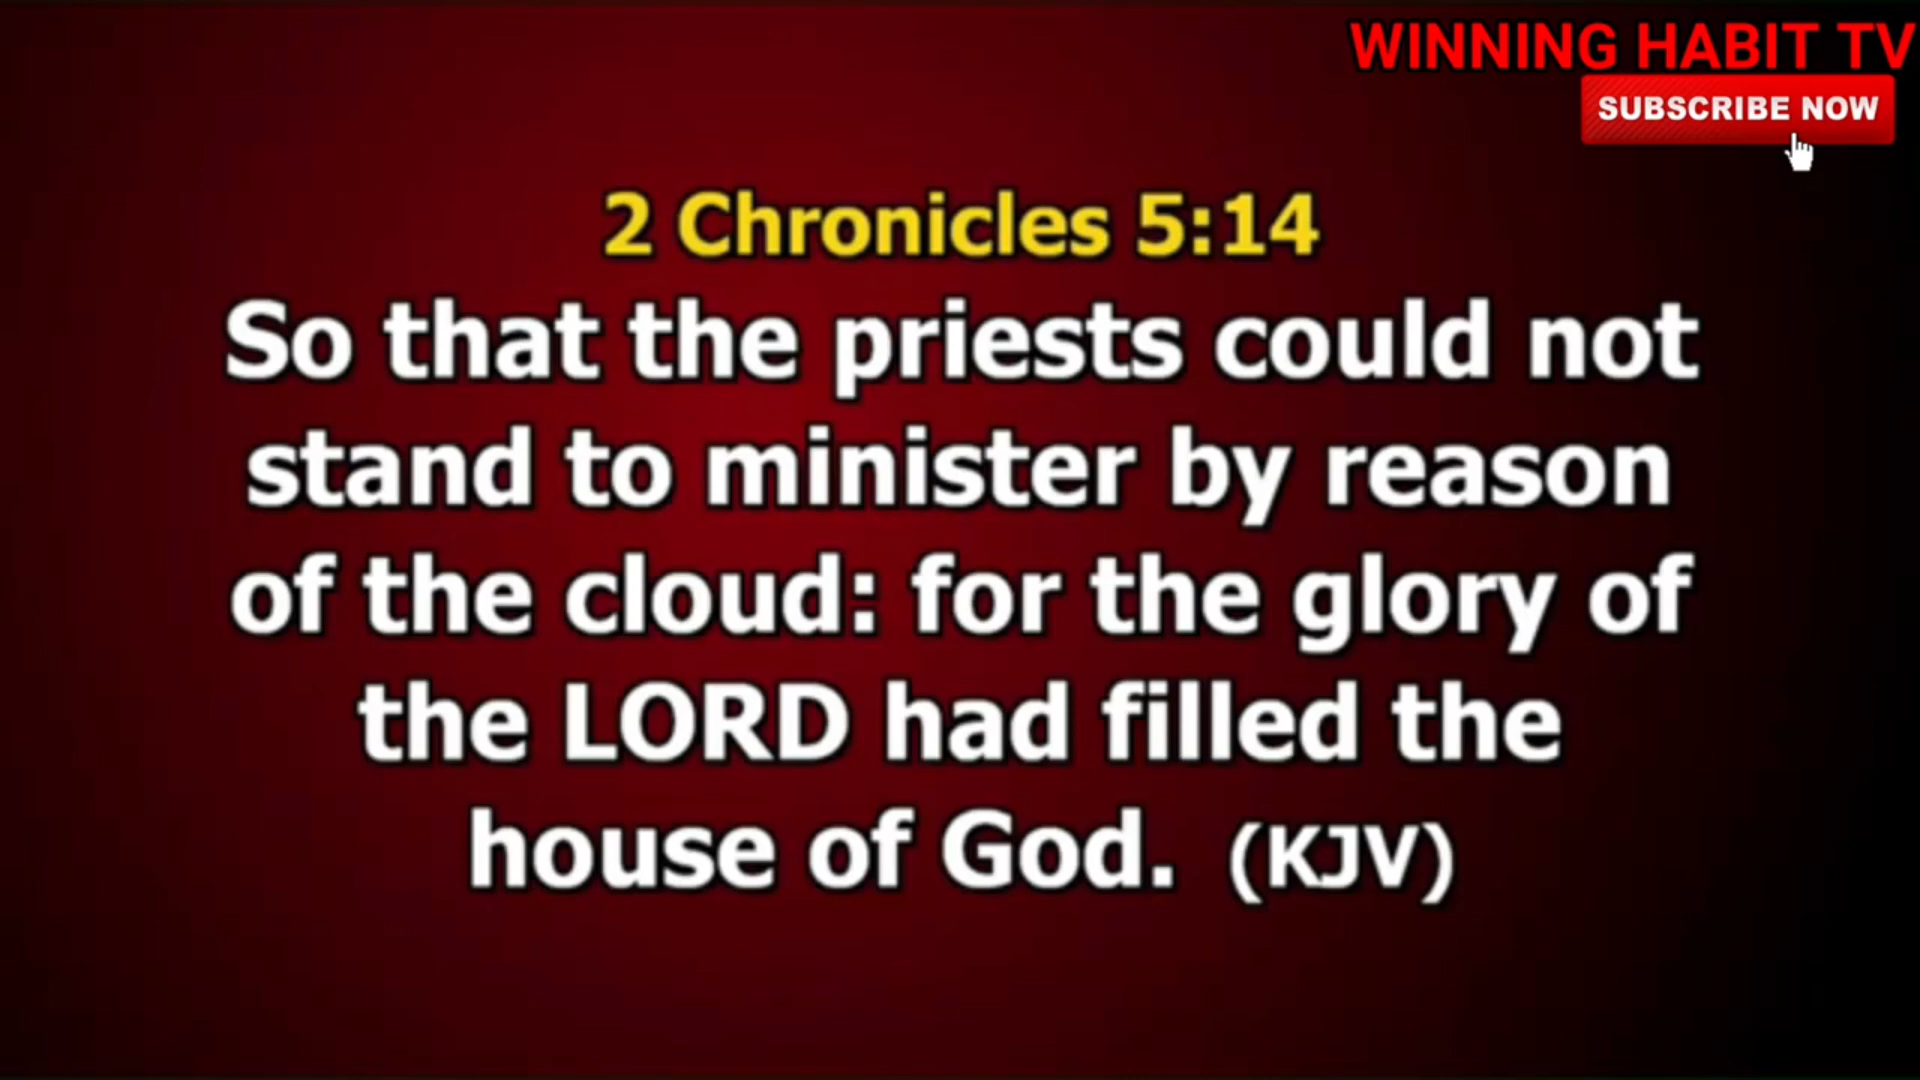 WINNING HABIT TV
SUBSCRIBE NOW
2 Chronicles 5:14
So that the priests could not
stand to minister by reason
of the cloud: for the glory of
the LORD had filled the
house of God. (KJV)